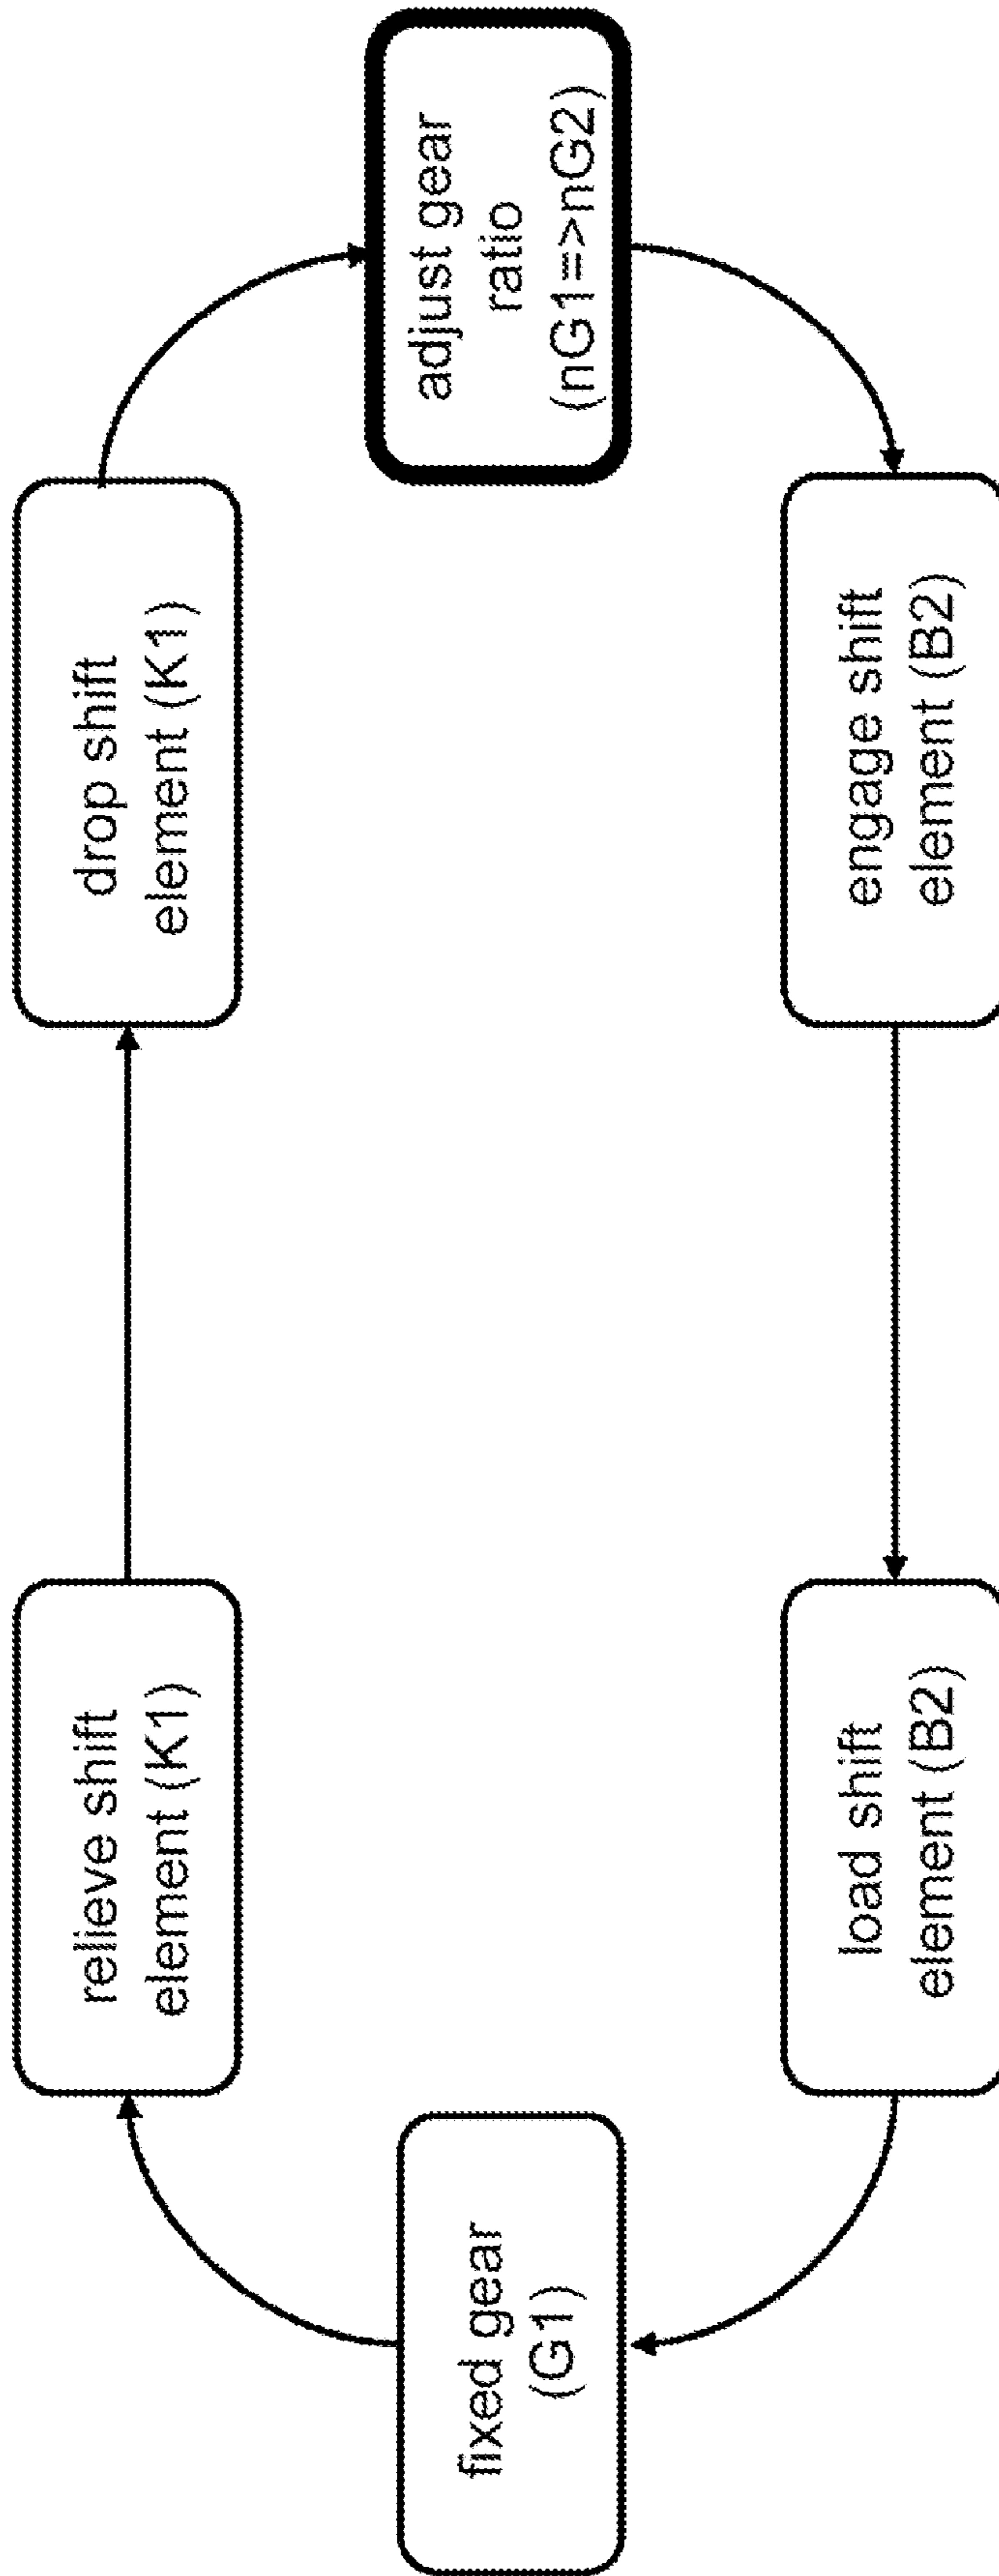 fixed gear
(G1)
relieve shift
element (K1)
drop shift
element (K1)
adjust gear
ratio
(nG1=>nG2)
engage shift
element (B2)
load shift
element (B2)